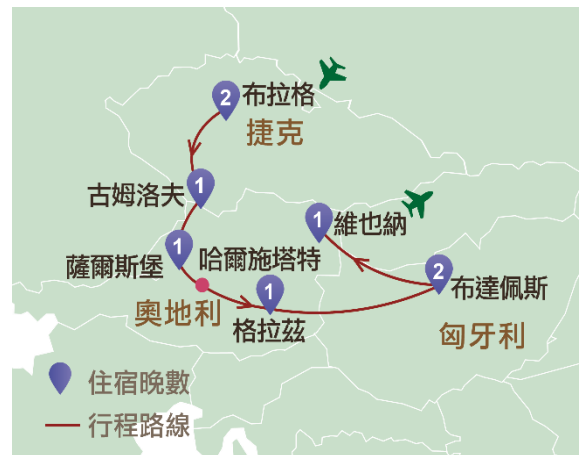 2 布拉格
捷克
古姆洛夫 1
1 維也納
薩爾斯堡 1 哈爾施塔特
2 布達佩斯
奧地利 1
格拉茲
匈牙利
住宿晚數
行程路線